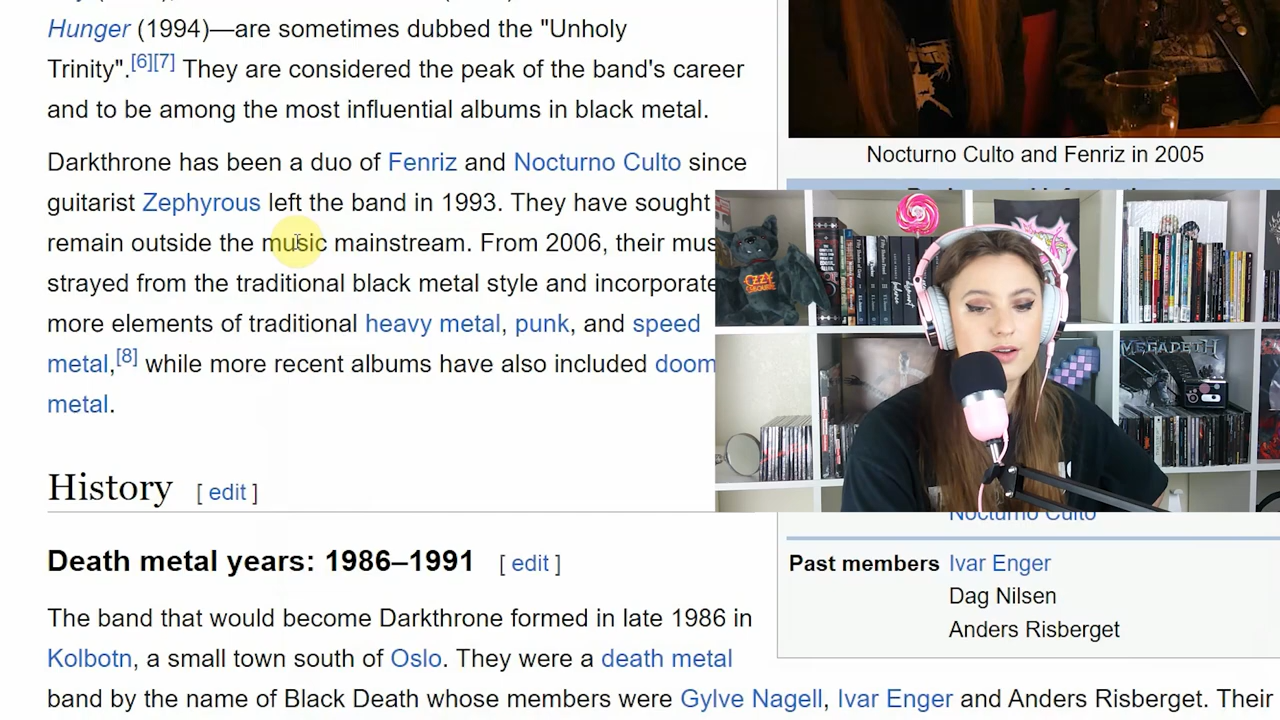 Hunger (1994)—are sometimes dubbed the "Unholy
Trinity".[6][7] They are considered the peak of the band's career
and to be among the most influential albums in black metal.
Darkthrone has been a duo of Fenriz and Nocturno Culto since
guitarist Zephyrous left the band in 1993. They have sought
remain outside the music mainstream. From 2006, their mus
strayed from the traditional black metal style and incorporate
more elements of traditional heavy metal, punk, and speed
metal,[8] while more recent albums have also included doom
metal.
History [ edit ]
Death metal years: 1986–1991 [ edit ]
The band that would become Darkthrone formed in late 1986 in
Kolbotn, a small town south of Oslo. They were a death metal
band by the name of Black Death whose members were Gylve Nagell, Ivar Enger and Anders Risberget. Their
Nocturno Culto and Fenriz in 2005
OZZY
MEGADETH
Nocturno Culto
Past members Ivar Enger
Dag Nilsen
Anders Risberget